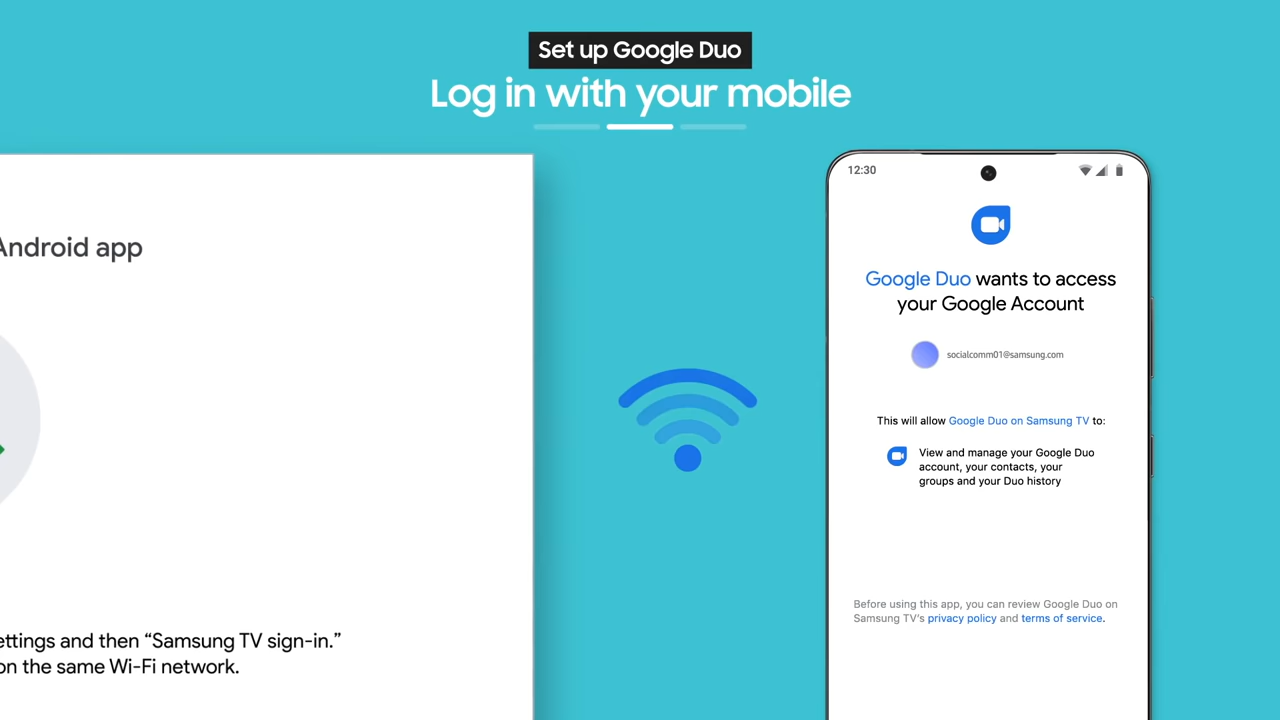 Set up Google Duo
Log in with your mobile
Android app
ettings and then “Samsung TV sign-in.”
on the same Wi-Fi network.
12:30
Google Duo wants to access
your Google Account
socialcomm01@samsung.com
This will allow Google Duo on Samsung TV to:
View and manage your Google Duo
account, your contacts, your
groups and your Duo history
Before using this app, you can review Google Duo on
Samsung TV's privacy policy and terms of service.